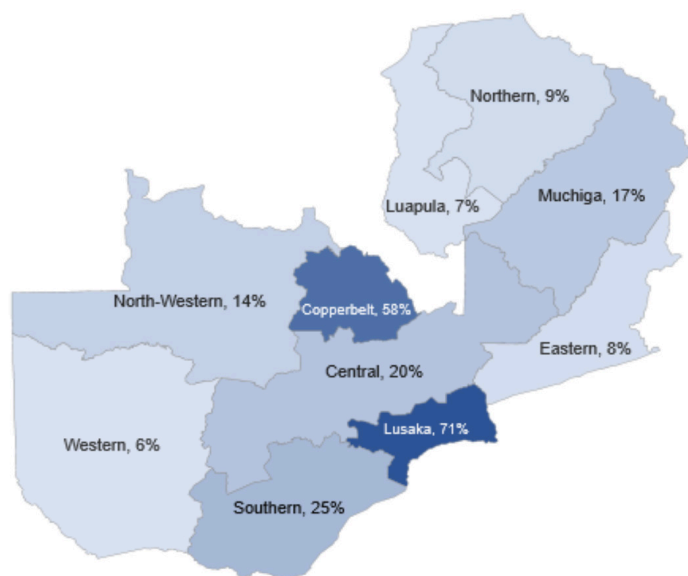 Northern, 9%
Muchiga, 17%
Luapula, 7%
North-Western, 14%
Copperbelt, 58%
Eastern, 8%
Central, 20%
Lusaka, 71%
Western, 6%
Southern, 25%